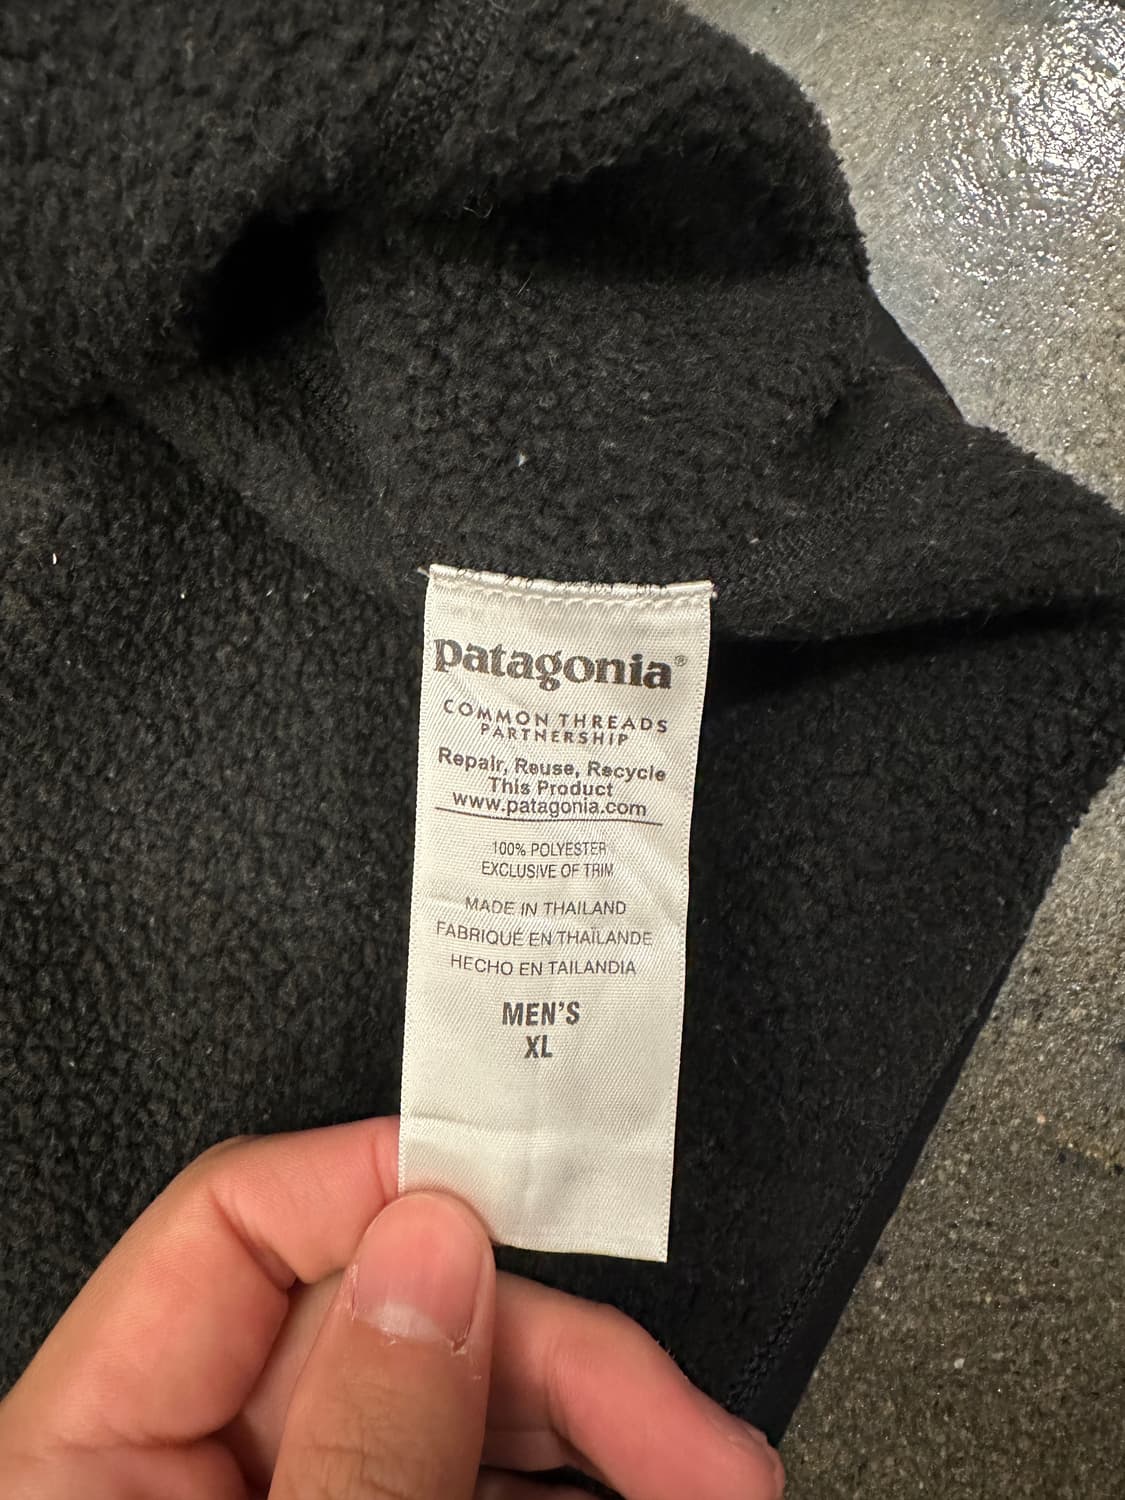 patagonia®
COMMON THREADS
PARTNERSHIP
Repair, Reuse, Recycle
This Product
www.patagonia.com
100% POLYESTER
EXCLUSIVE OF TRIM
MADE IN THAILAND
FABRIQUÉ EN THAÏLANDE
HECHO EN TAILANDIA
MEN'S
XL